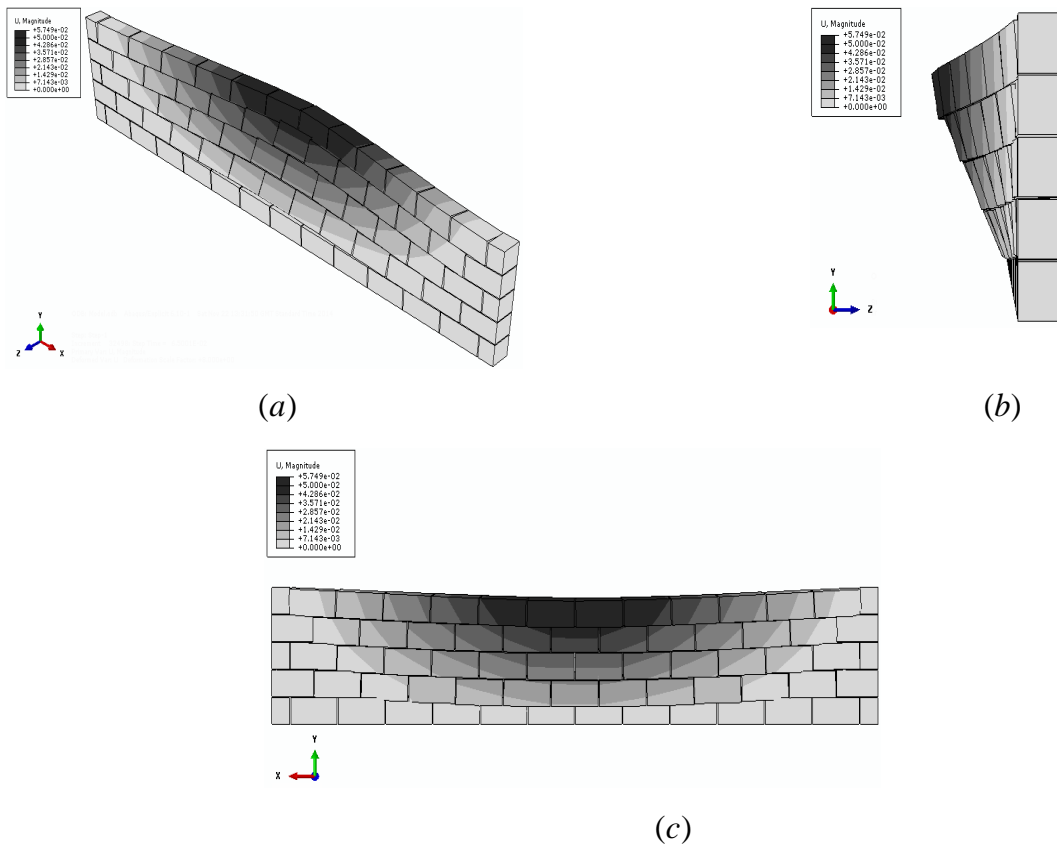 U, Magnitude
+5.749e-02
+5.000e-02
+4.286e-02
+3.571e-02
+2.857e-02
+2.143e-02
+1.429e-02
+7.143e-03
+0.000e+00
Y
Z
X
(a)
U, Magnitude
+5.749e-02
+5.000e-02
+4.286e-02
+3.571e-02
+2.857e-02
+2.143e-02
+1.429e-02
+7.143e-03
+0.000e+00
Y
Z
(b)
U, Magnitude
+5.749e-02
+5.000e-02
+4.286e-02
+3.571e-02
+2.857e-02
+2.143e-02
+1.429e-02
+7.143e-03
+0.000e+00
Y
X
(c)